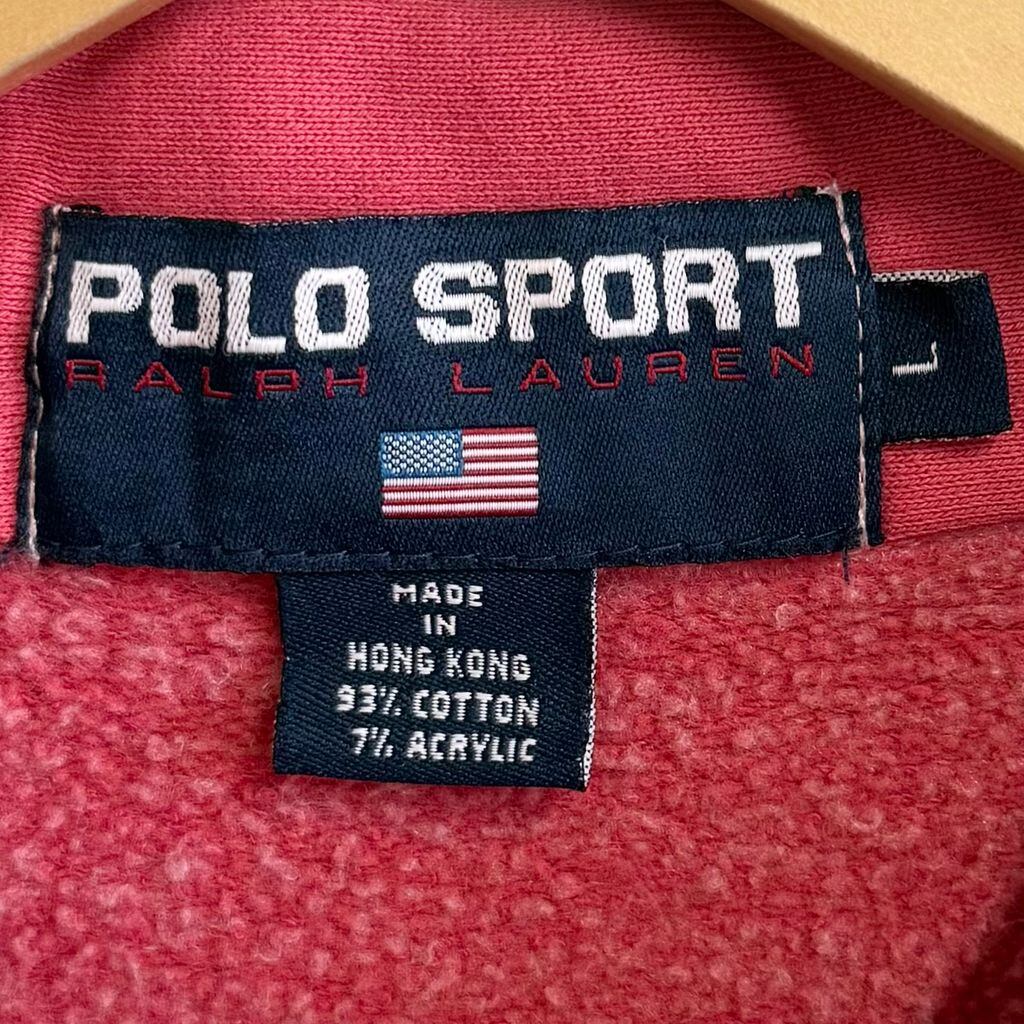 POLO SPORT
RALPH LAUREN
L
MADE
IN
HONG KONG
93% COTTON
7% ACRYLIC